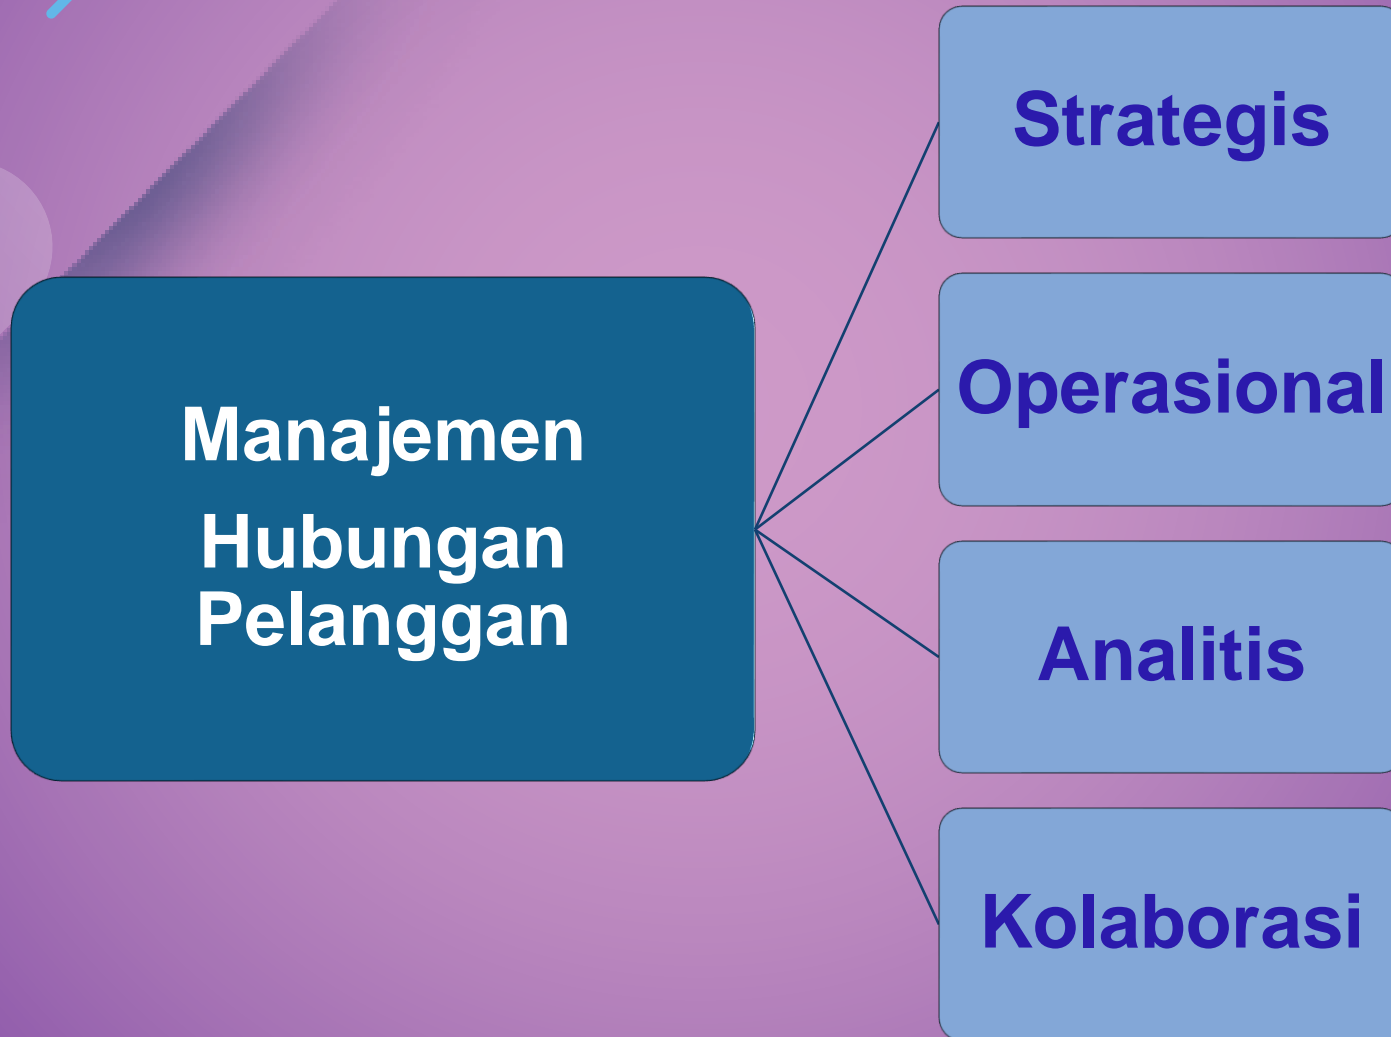 Manajemen
Hubungan
Pelanggan
Strategis
Operasional
Analitis
Kolaborasi